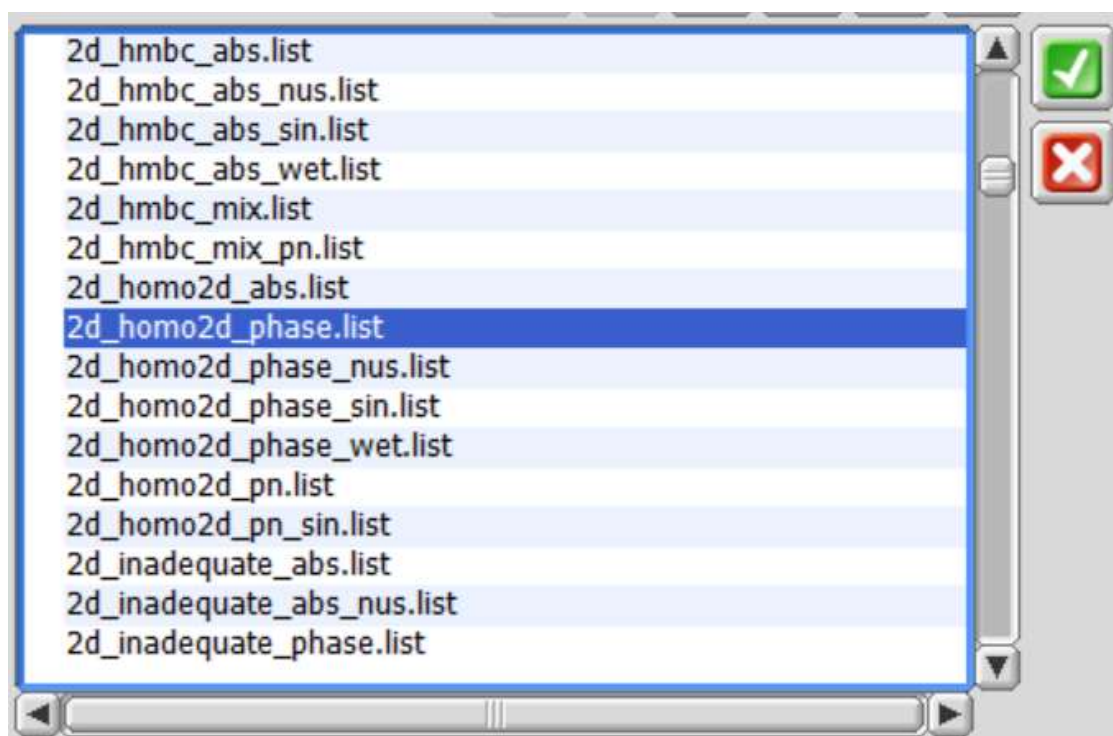 2d_hmbc_abs.list
2d_hmbc_abs_nus.list
2d_hmbc_abs_sin.list
2d_hmbc_abs_wet.list
2d_hmbc_mix.list
2d_hmbc_mix_pn.list
2d_homo2d_abs.list
2d_homo2d_phase.list
2d_homo2d_phase_nus.list
2d_homo2d_phase_sin.list
2d_homo2d_phase_wet.list
2d_homo2d_pn.list
2d_homo2d_pn_sin.list
2d_inadequate_abs.list
2d_inadequate_abs_nus.list
2d_inadequate_phase.list